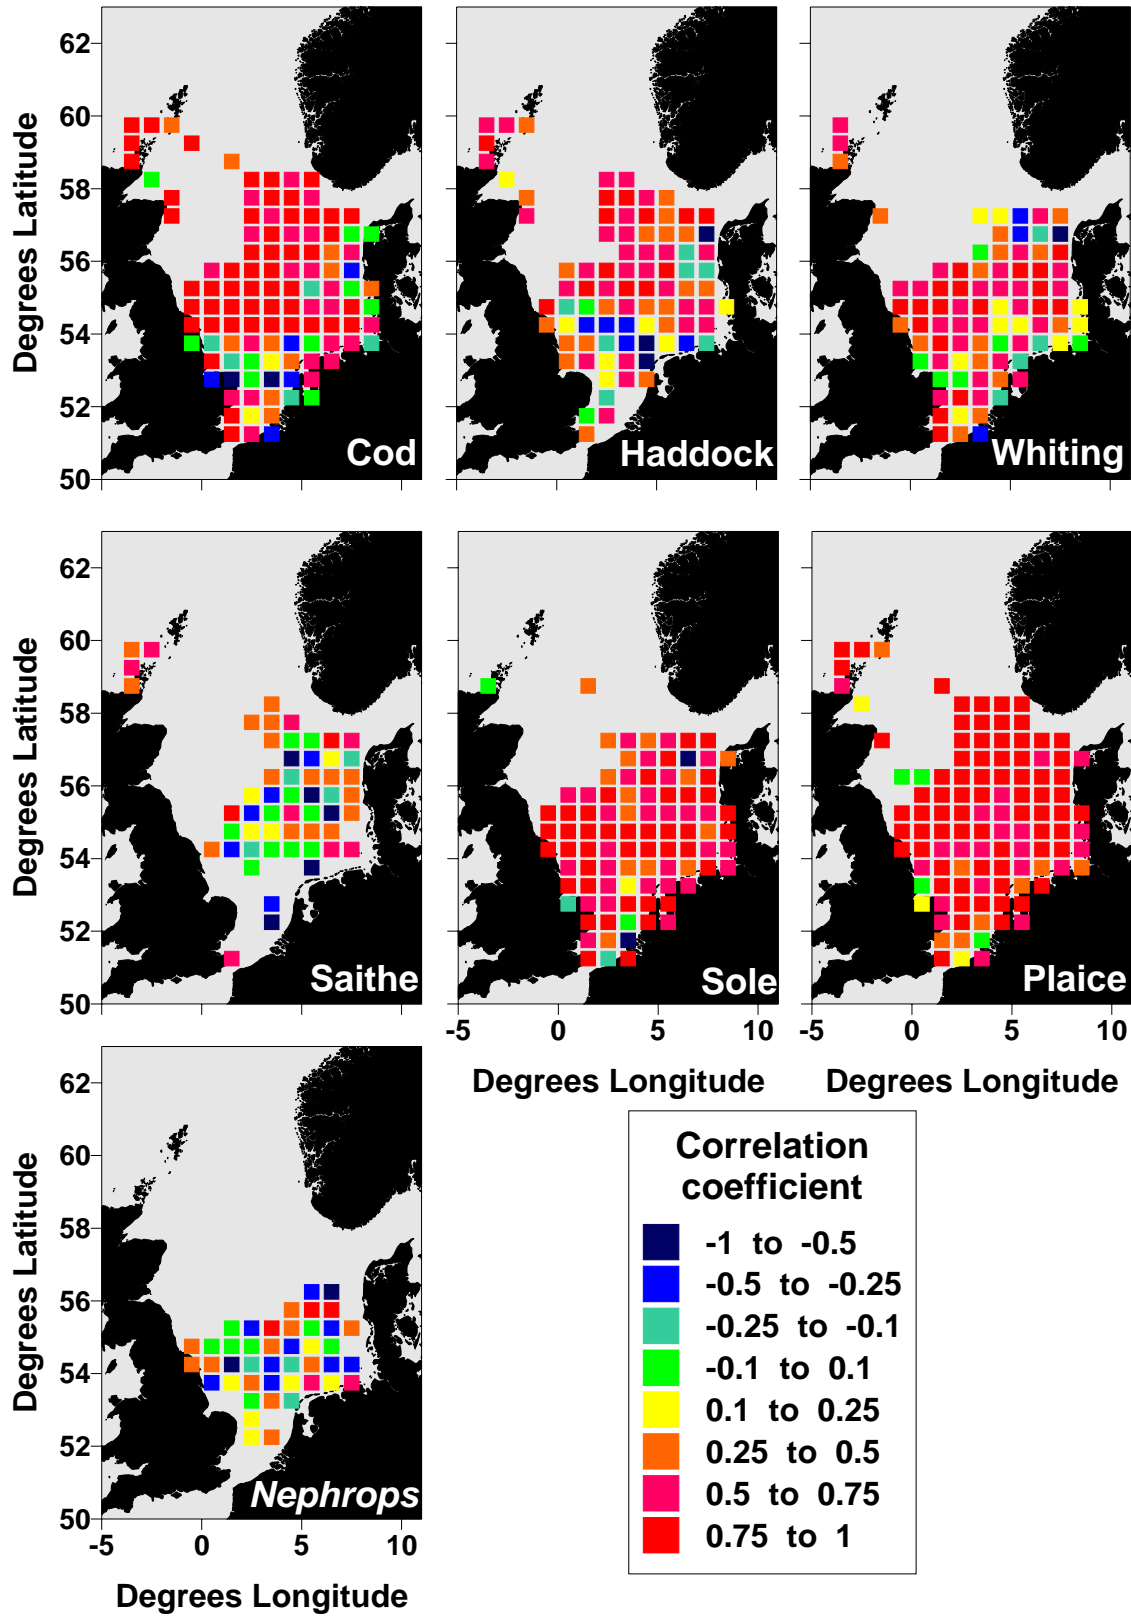 62
60
58
56
54
52
50
Degrees Latitude
Cod
Haddock
Whiting
62
60
58
56
54
52
50
Degrees Latitude
Saithe
Sole
Plaice
-5 0 5 10
-5 0 5 10
Degrees Longitude
Degrees Longitude
62
60
58
56
54
52
50
Degrees Latitude
Nephrops
-5 0 5 10
Degrees Longitude
Correlation
coefficient
-1 to -0.5
-0.5 to -0.25
-0.25 to -0.1
-0.1 to 0.1
0.1 to 0.25
0.25 to 0.5
0.5 to 0.75
0.75 to 1